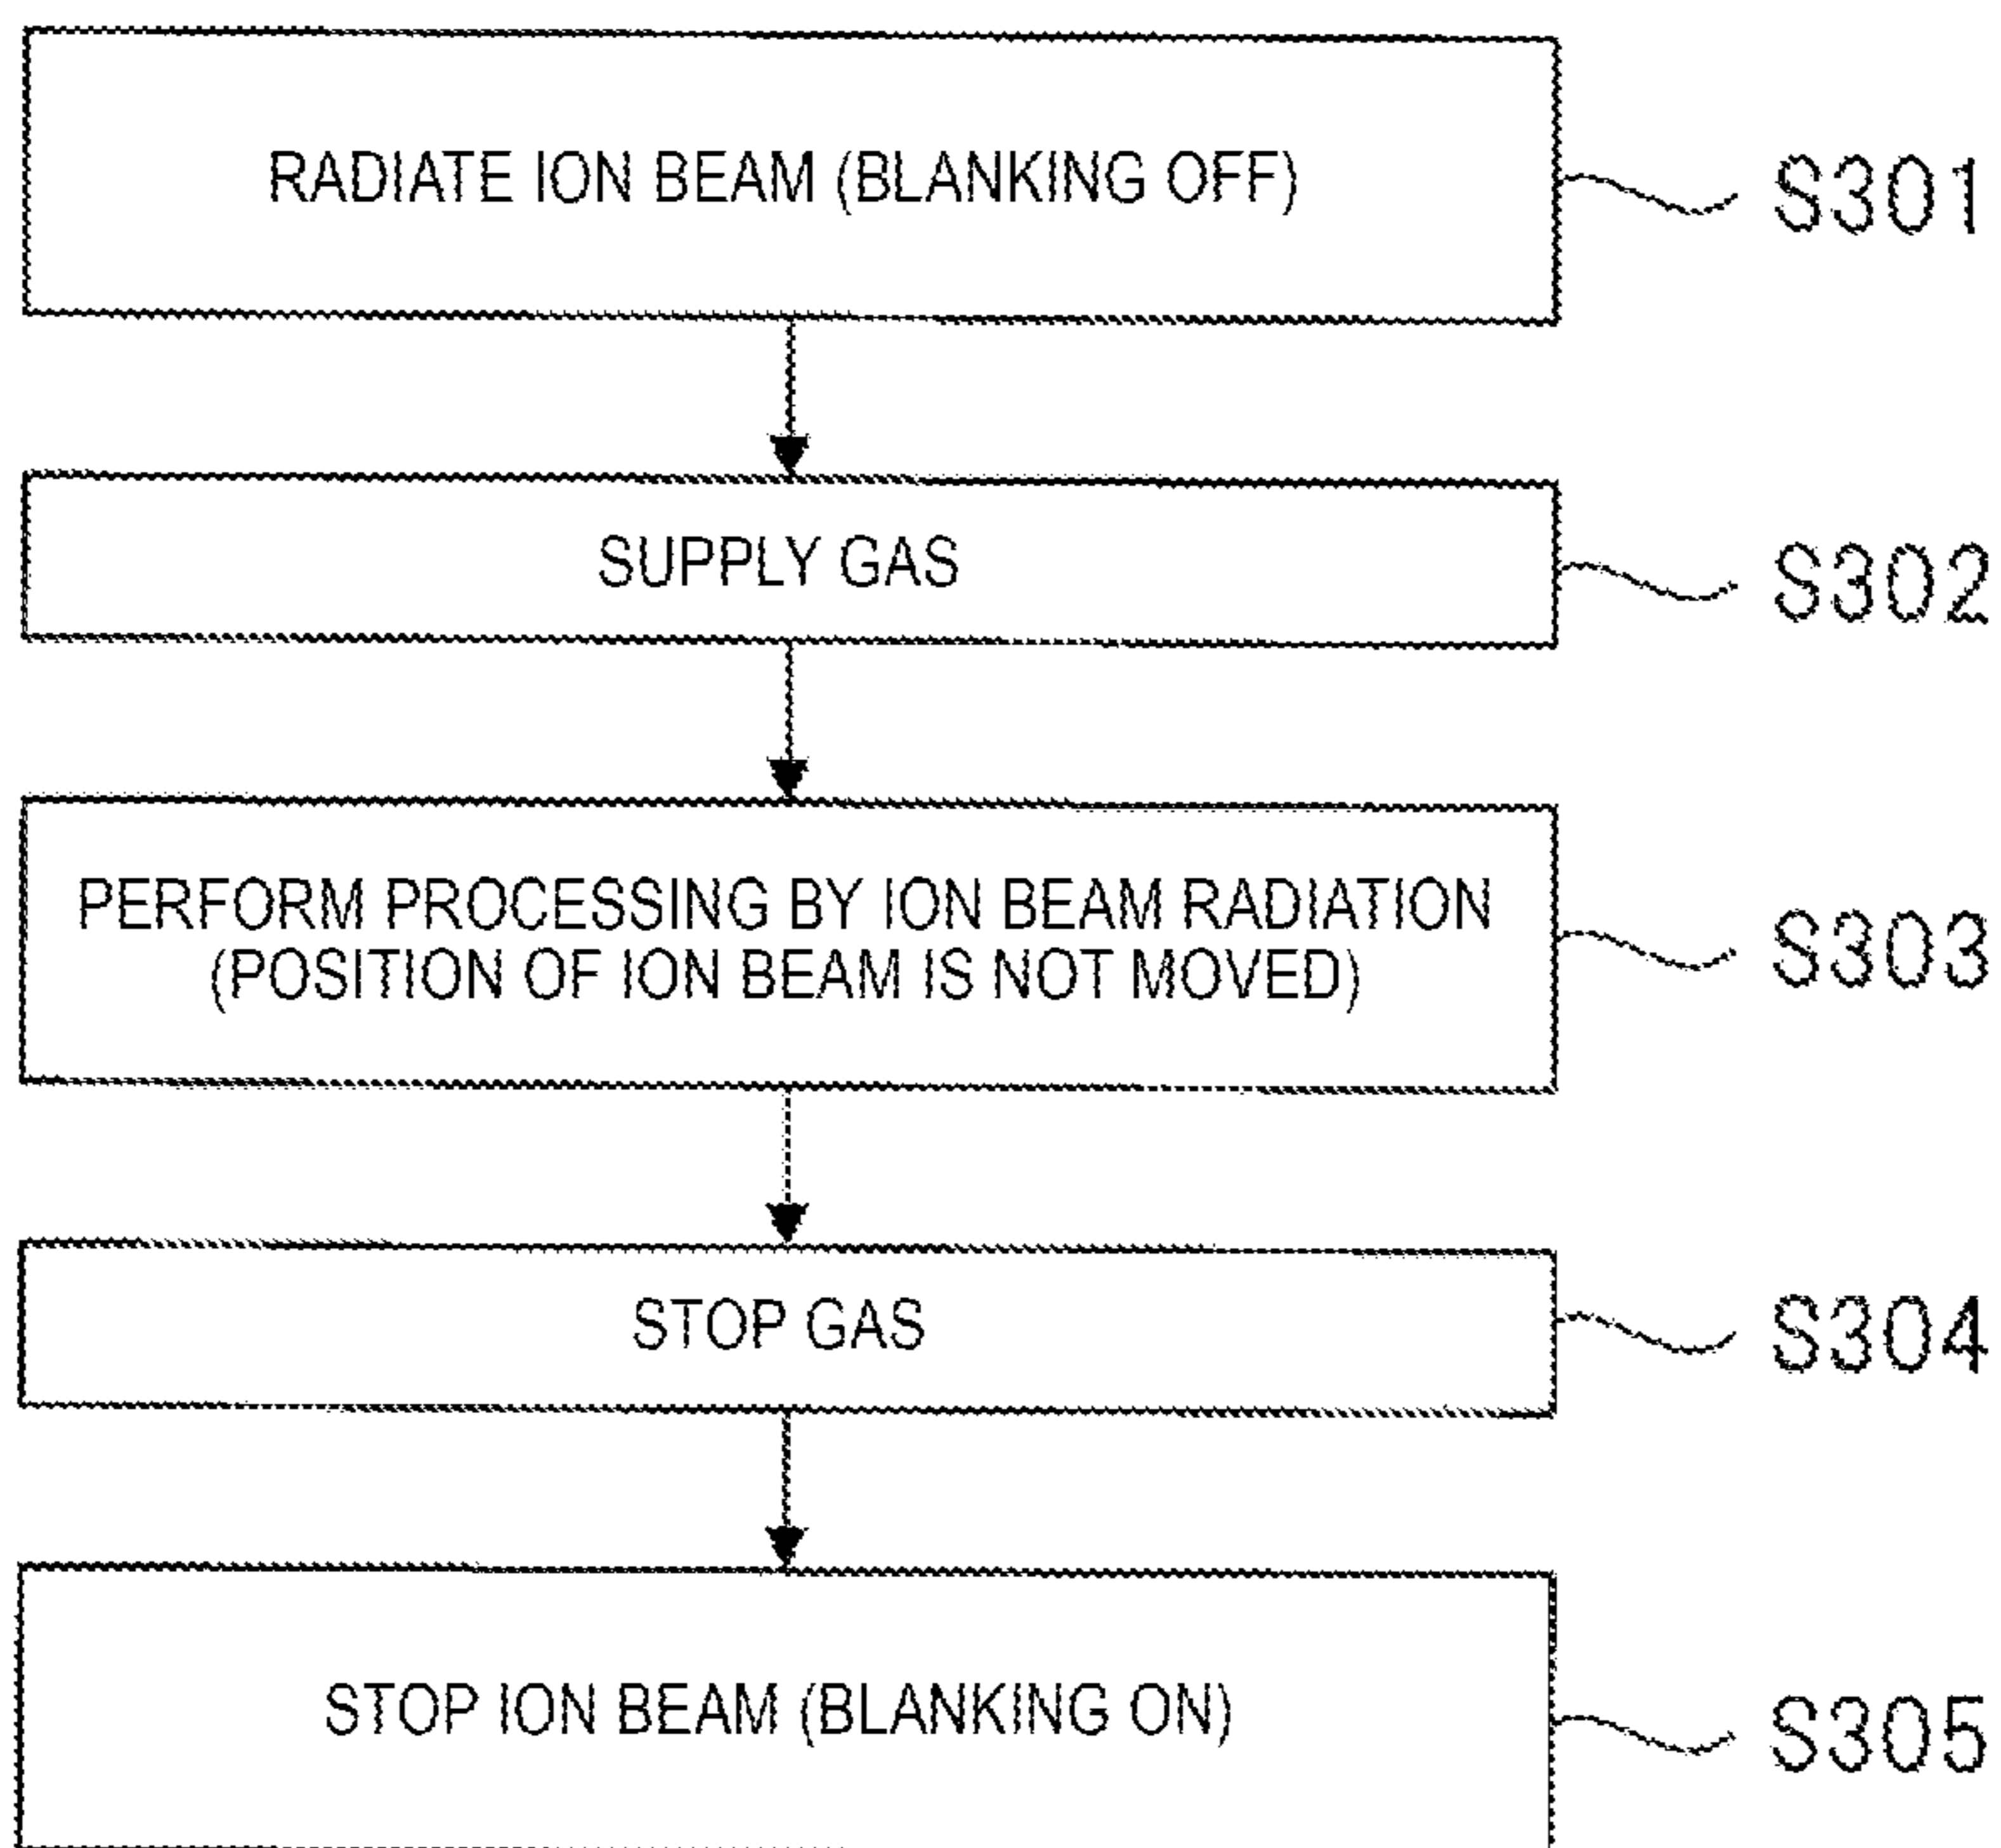 RADIATE ION BEAM (BLANKING OFF)
S301
SUPPLY GAS
S302
PERFORM PROCESSING BY ION BEAM RADIATION
(POSITION OF ION BEAM IS NOT MOVED)
S303
STOP GAS
S304
STOP ION BEAM (BLANKING ON)
S305